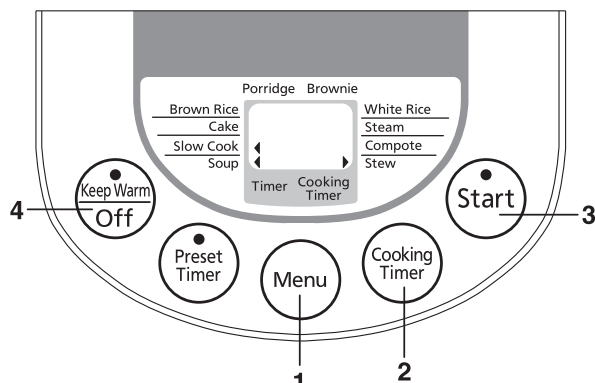 Porridge Brownie
Brown Rice
Cake
Slow Cook
Soup
White Rice
Steam
Compote
Stew
Timer
Cooking
Timer
Keep Warm
Off
4
Preset
Timer
Menu
1
Cooking
Timer
2
Start
3